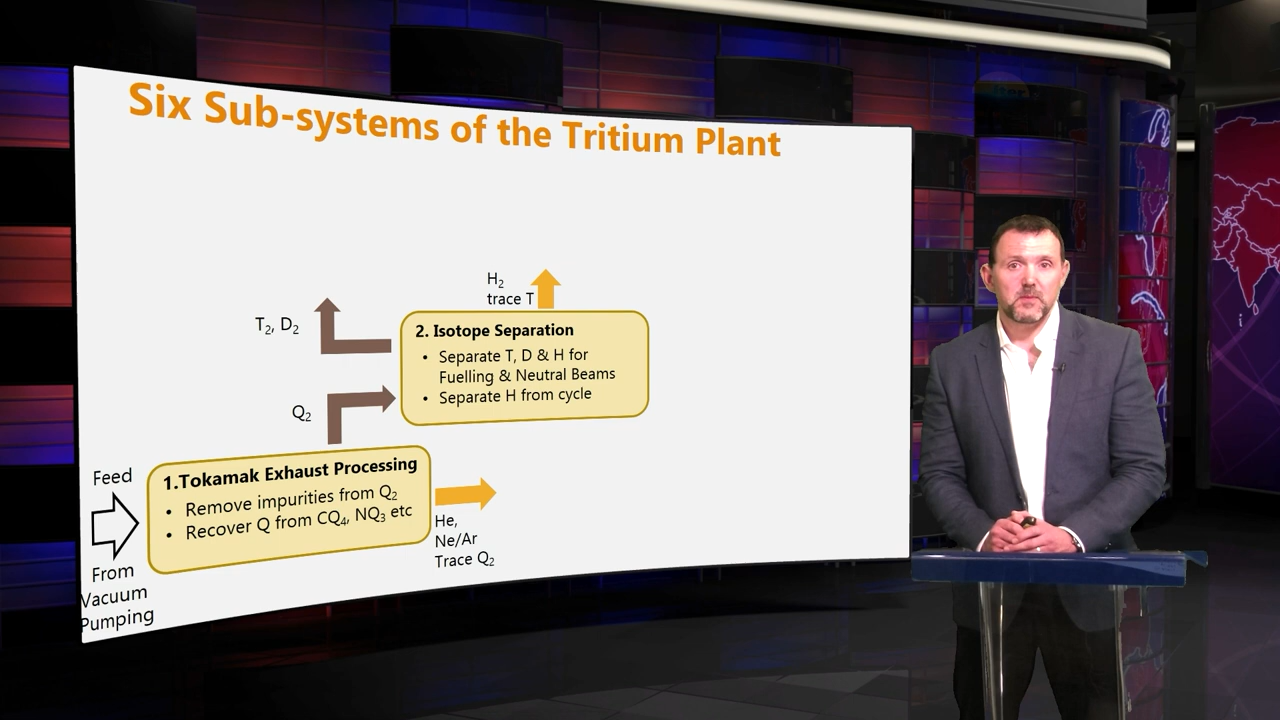 Six Sub-systems of the Tritium Plant
H₂
trace T
T₂, D₂
2. Isotope Separation
• Separate T, D & H for
Fuelling & Neutral Beams
• Separate H from cycle
Q₂
Feed
1.Tokamak Exhaust Processing
• Remove impurities from Q₂
• Recover Q from CQ₄, NQ₃ etc
He,
Ne/Ar
Trace Q₂
From
Vacuum
Pumping